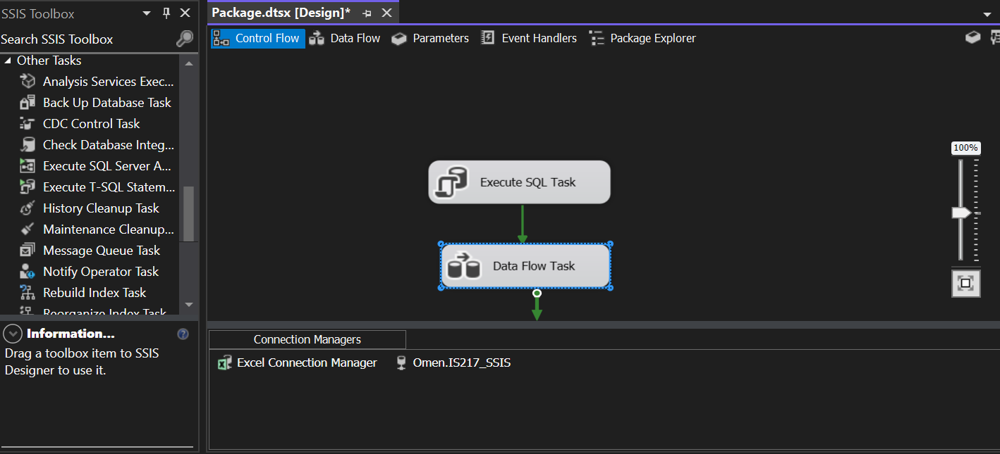 SSIS Toolbox
Search SSIS Toolbox
Other Tasks
Analysis Services Exec...
Back Up Database Task
CDC Control Task
Check Database Integ...
Execute SQL Server A...
Execute T-SQL Statem...
History Cleanup Task
Maintenance Cleanup...
Message Queue Task
Notify Operator Task
Rebuild Index Task
Reorganize Index Task
Information...
Drag a toolbox item to SSIS
Designer to use it.
Package.dtsx [Design]*
Control Flow Data Flow Parameters Event Handlers Package Explorer
Execute SQL Task
Data Flow Task
100%
Connection Managers
Excel Connection Manager Omen.IS217_SSIS